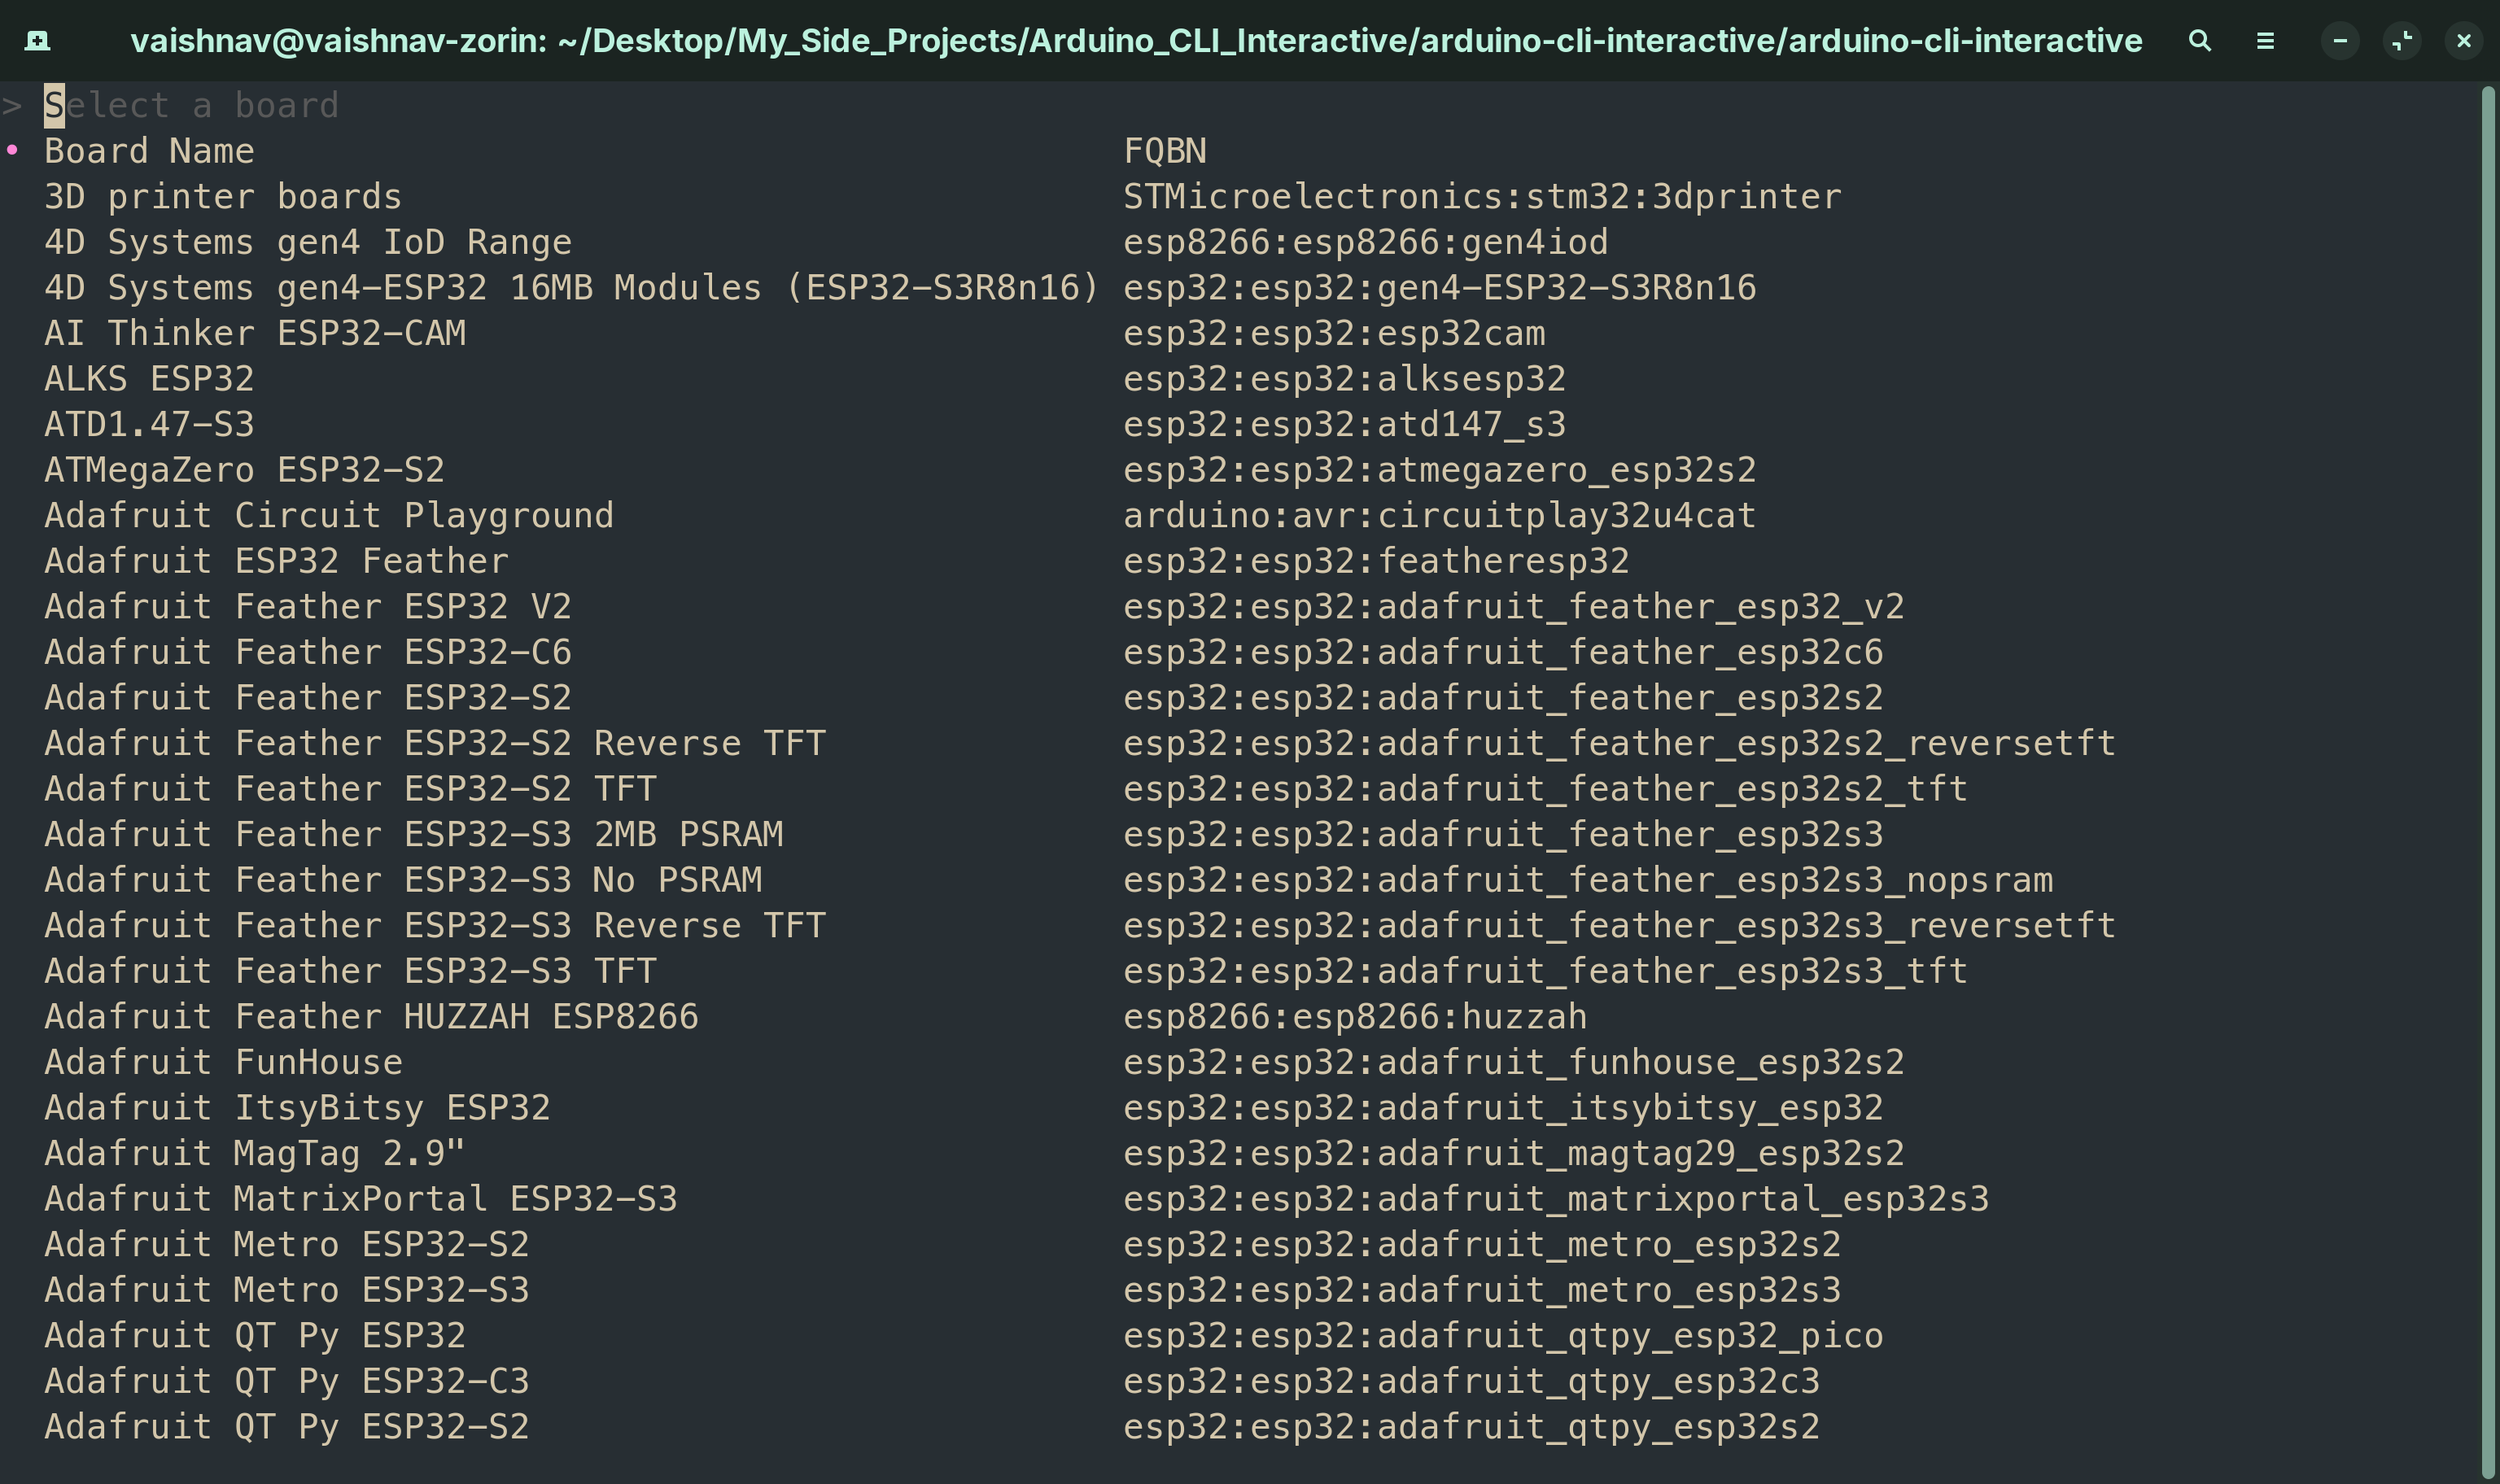 vaishnav@vaishnav-zorin: ~/Desktop/My_Side_Projects/Arduino_CLI_Interactive/arduino-cli-interactive/arduino-cli-interactive
> Select a board
• Board Name FQBN
3D printer boards STMicroelectronics:stm32:3dprinter
4D Systems gen4 IoD Range esp8266:esp8266:gen4iod
4D Systems gen4-ESP32 16MB Modules (ESP32-S3R8n16) esp32:esp32:gen4-ESP32-S3R8n16
AI Thinker ESP32-CAM esp32:esp32:esp32cam
ALKS ESP32 esp32:esp32:alksesp32
ATD1.47-S3 esp32:esp32:atd147_s3
ATMegaZero ESP32-S2 esp32:esp32:atmegazero_esp32s2
Adafruit Circuit Playground arduino:avr:circuitplay32u4cat
Adafruit ESP32 Feather esp32:esp32:featheresp32
Adafruit Feather ESP32 V2 esp32:esp32:adafruit_feather_esp32_v2
Adafruit Feather ESP32-C6 esp32:esp32:adafruit_feather_esp32c6
Adafruit Feather ESP32-S2 esp32:esp32:adafruit_feather_esp32s2
Adafruit Feather ESP32-S2 Reverse TFT esp32:esp32:adafruit_feather_esp32s2_reversetft
Adafruit Feather ESP32-S2 TFT esp32:esp32:adafruit_feather_esp32s2_tft
Adafruit Feather ESP32-S3 2MB PSRAM esp32:esp32:adafruit_feather_esp32s3
Adafruit Feather ESP32-S3 No PSRAM esp32:esp32:adafruit_feather_esp32s3_nopsram
Adafruit Feather ESP32-S3 Reverse TFT esp32:esp32:adafruit_feather_esp32s3_reversetft
Adafruit Feather ESP32-S3 TFT esp32:esp32:adafruit_feather_esp32s3_tft
Adafruit Feather HUZZAH ESP8266 esp8266:esp8266:huzzah
Adafruit FunHouse esp32:esp32:adafruit_funhouse_esp32s2
Adafruit ItsyBitsy ESP32 esp32:esp32:adafruit_itsybitsy_esp32
Adafruit MagTag 2.9" esp32:esp32:adafruit_magtag29_esp32s2
Adafruit MatrixPortal ESP32-S3 esp32:esp32:adafruit_matrixportal_esp32s3
Adafruit Metro ESP32-S2 esp32:esp32:adafruit_metro_esp32s2
Adafruit Metro ESP32-S3 esp32:esp32:adafruit_metro_esp32s3
Adafruit QT Py ESP32 esp32:esp32:adafruit_qtpy_esp32_pico
Adafruit QT Py ESP32-C3 esp32:esp32:adafruit_qtpy_esp32c3
Adafruit QT Py ESP32-S2 esp32:esp32:adafruit_qtpy_esp32s2